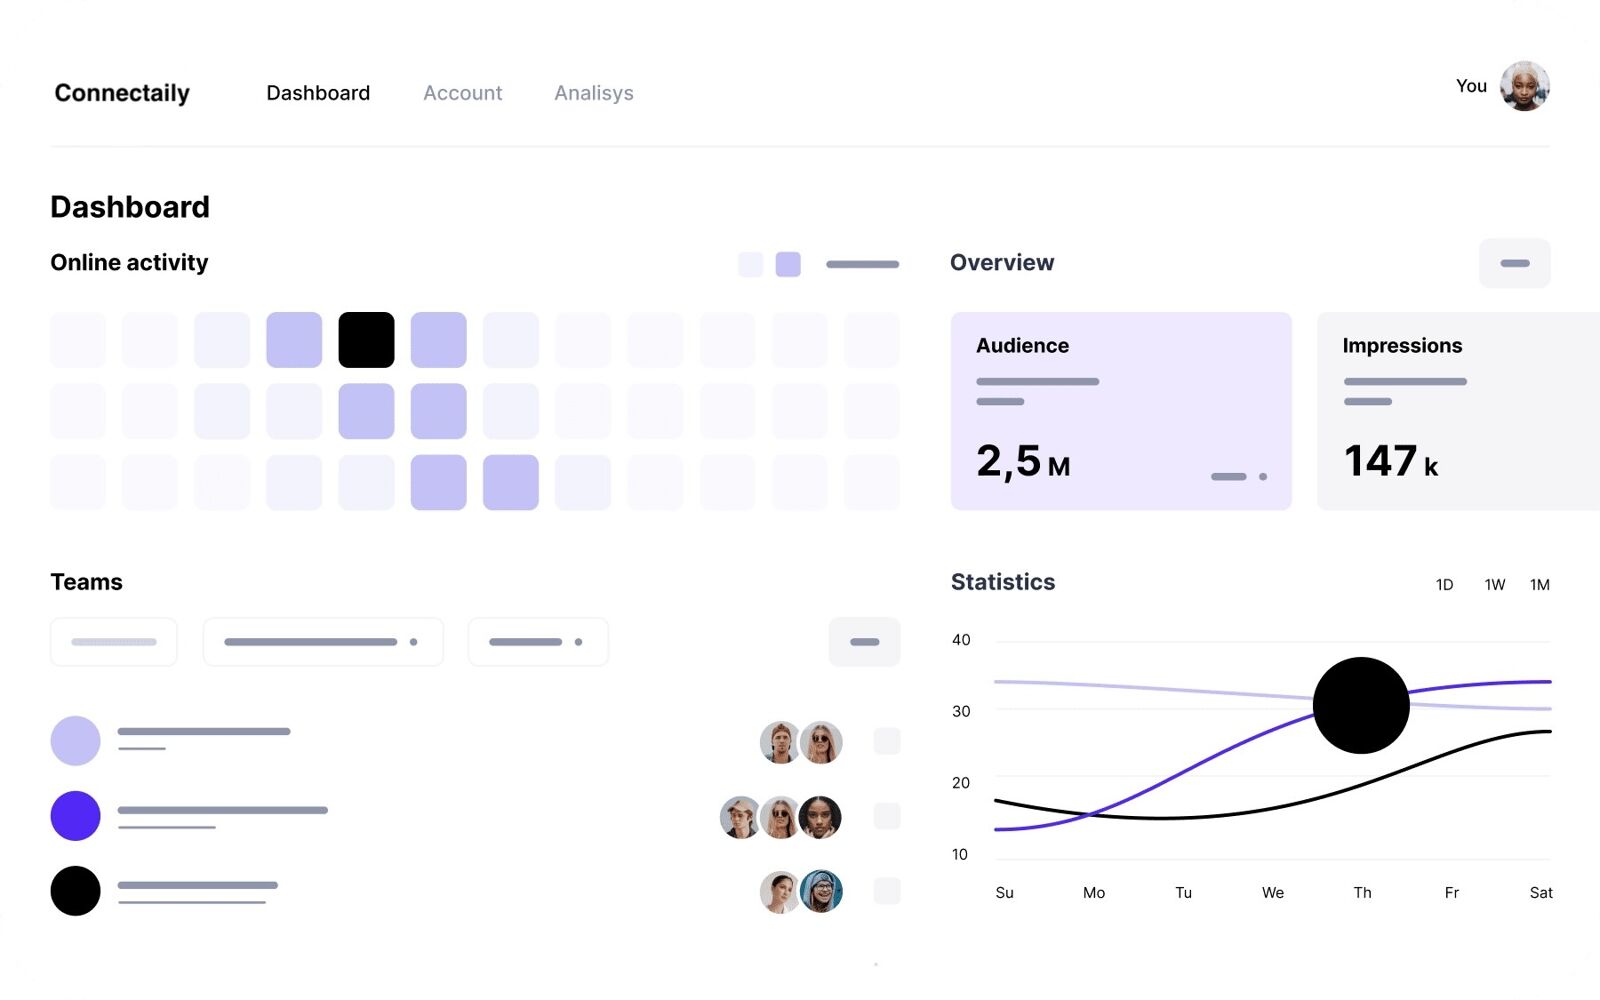 Connectaily
Dashboard
Account
Analisys
You
Dashboard
Online activity
Overview
Audience
2,5 M
Impressions
147 k
Teams
Statistics
1D 1W 1M
40
30
20
10
Su Mo Tu We Th Fr Sat